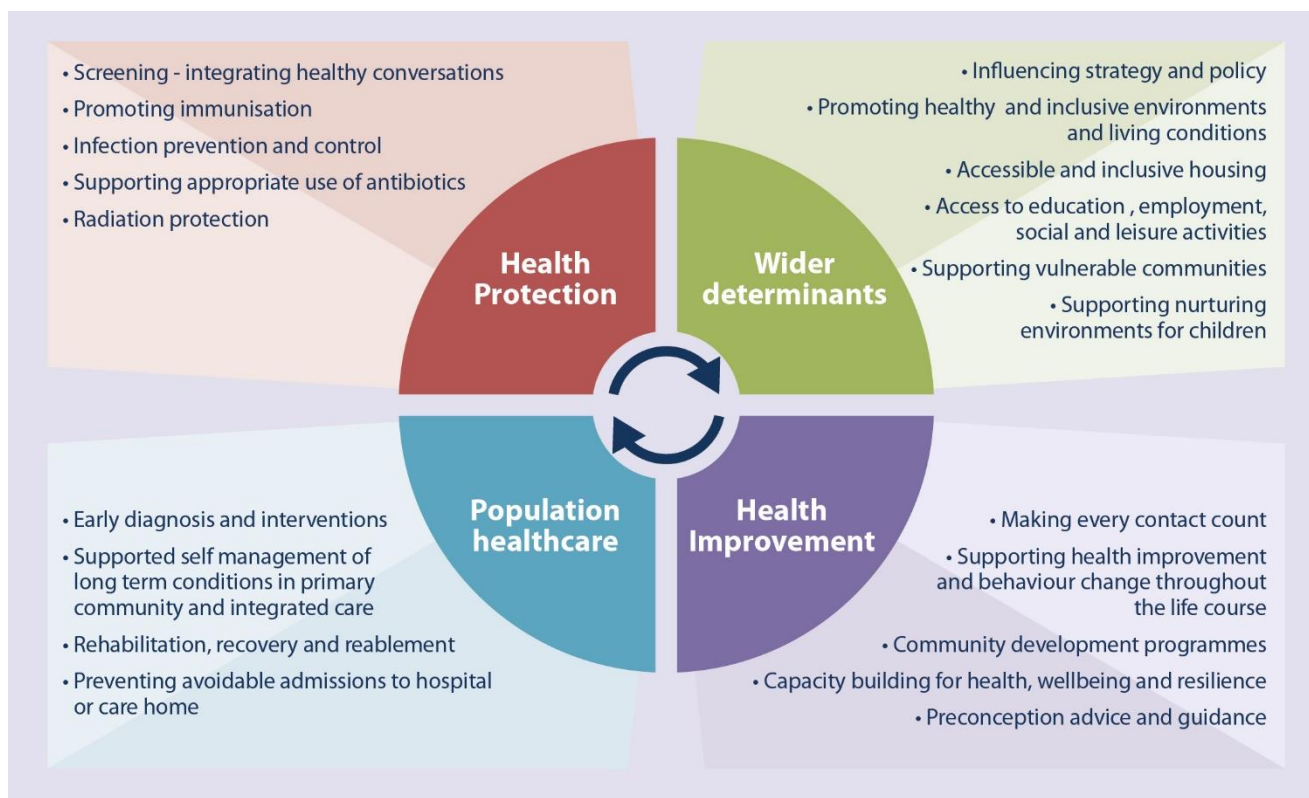 • Screening - integrating healthy conversations
• Promoting immunisation
• Infection prevention and control
• Supporting appropriate use of antibiotics
• Radiation protection
Health
Protection
• Influencing strategy and policy
• Promoting healthy and inclusive environments
and living conditions
• Accessible and inclusive housing
• Access to education , employment,
social and leisure activities
• Supporting vulnerable communities
• Supporting nurturing
environments for children
Wider
determinants
• Early diagnosis and interventions
• Supported self management of
long term conditions in primary
community and integrated care
• Rehabilitation, recovery and reablement
• Preventing avoidable admissions to hospital
or care home
Population
healthcare
Health
Improvement
• Making every contact count
• Supporting health improvement
and behaviour change throughout
the life course
• Community development programmes
• Capacity building for health, wellbeing and resilience
• Preconception advice and guidance